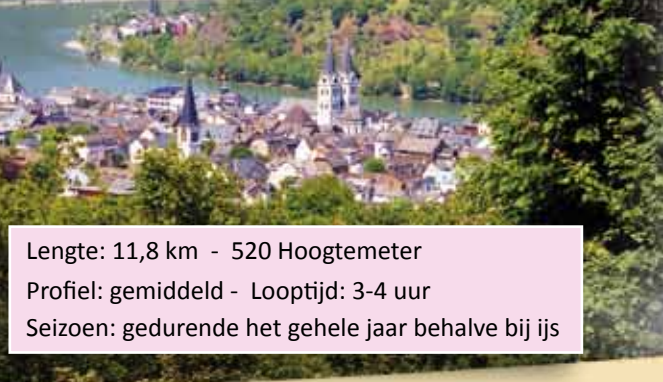 Lengte: 11,8 km - 520 Hoogtemeter
Profiel: gemiddeld - Looptijd: 3-4 uur
Seizoen: gedurende het gehele jaar behalve bij ijs